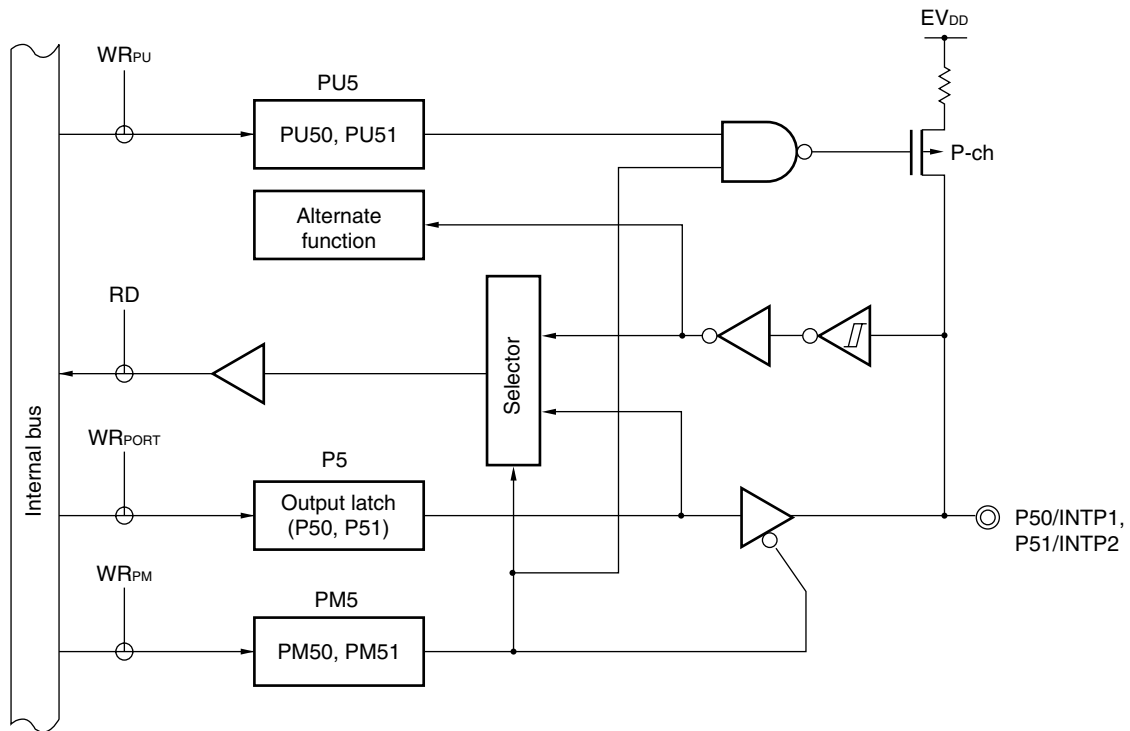 EVDD
WRPU
PU5
PU50, PU51
P-ch
Alternate
function
RD
Selector
Internal bus
WRPORT
P5
Output latch
(P50, P51)
P50/INTP1,
P51/INTP2
WRPM
PM5
PM50, PM51